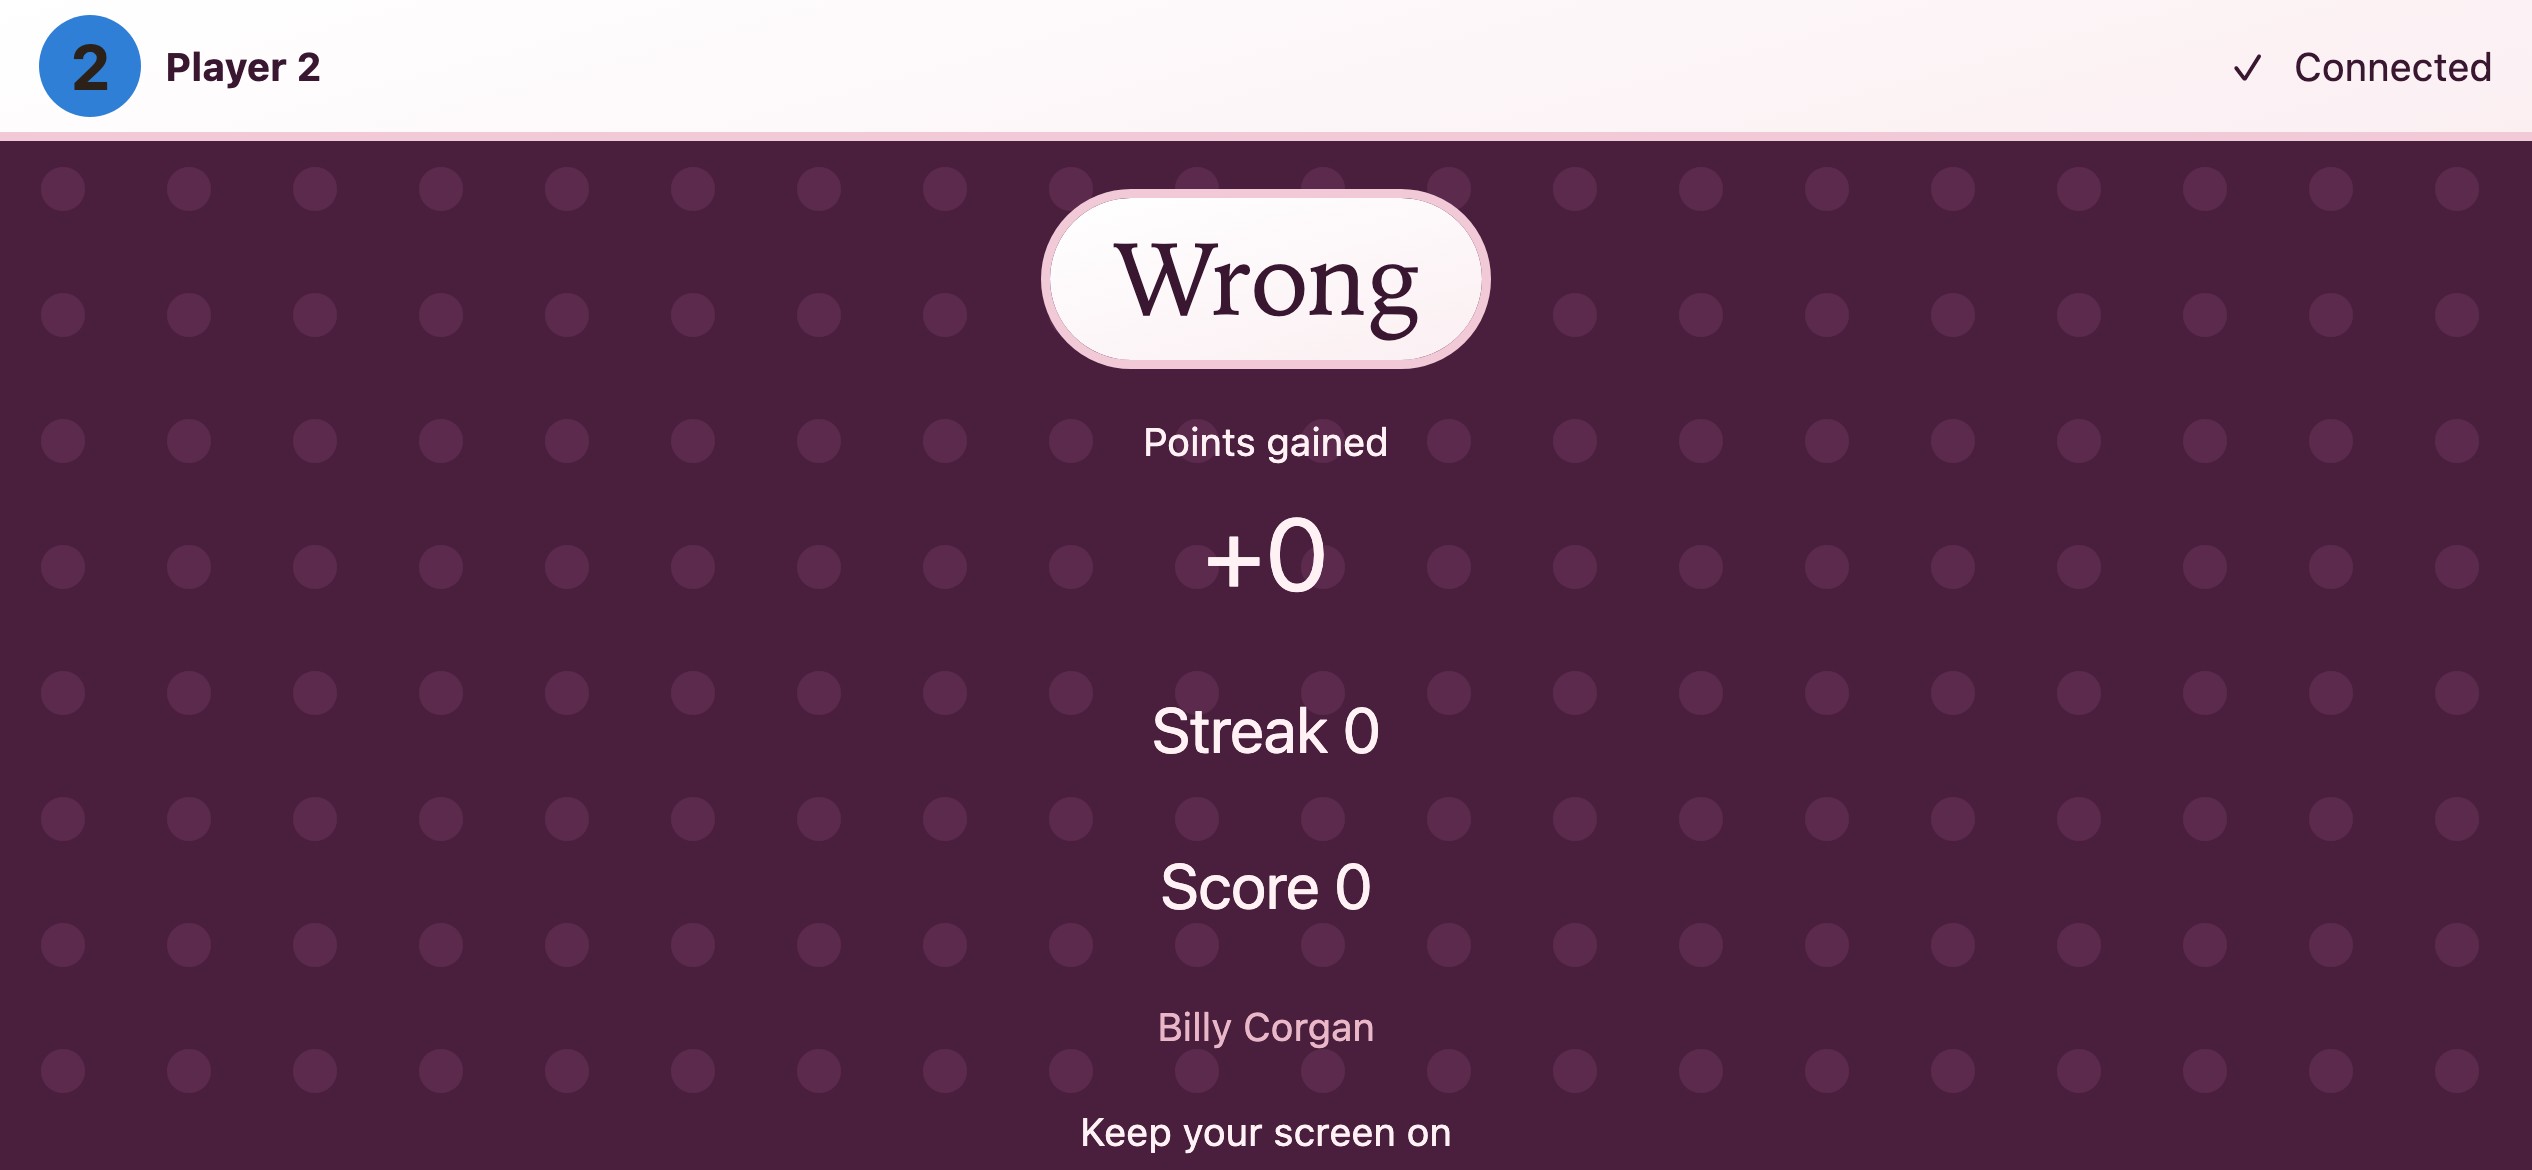 2 Player 2
✓ Connected
Wrong
Points gained
+0
Streak 0
Score 0
Billy Corgan
Keep your screen on